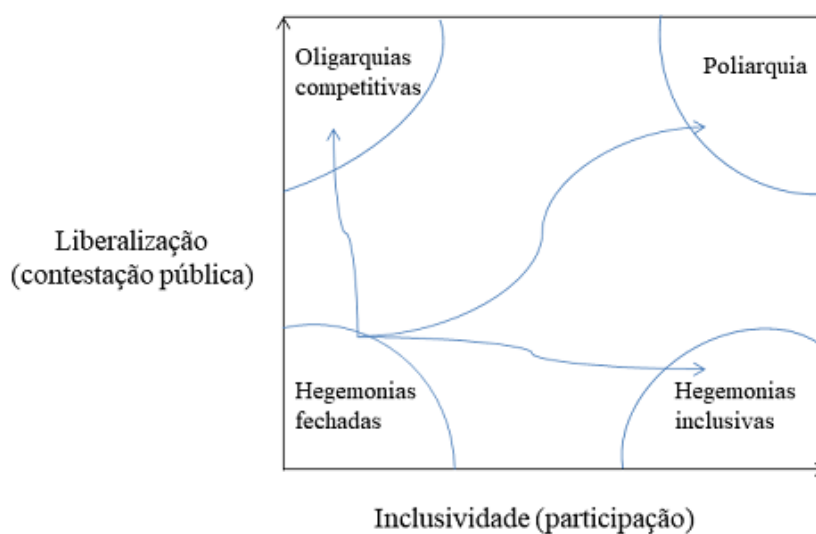 Oligarquias
competitivas
Poliarquia
Liberalização
(contestação pública)
Hegemonias
fechadas
Hegemonias
inclusivas
Inclusividade (participação)